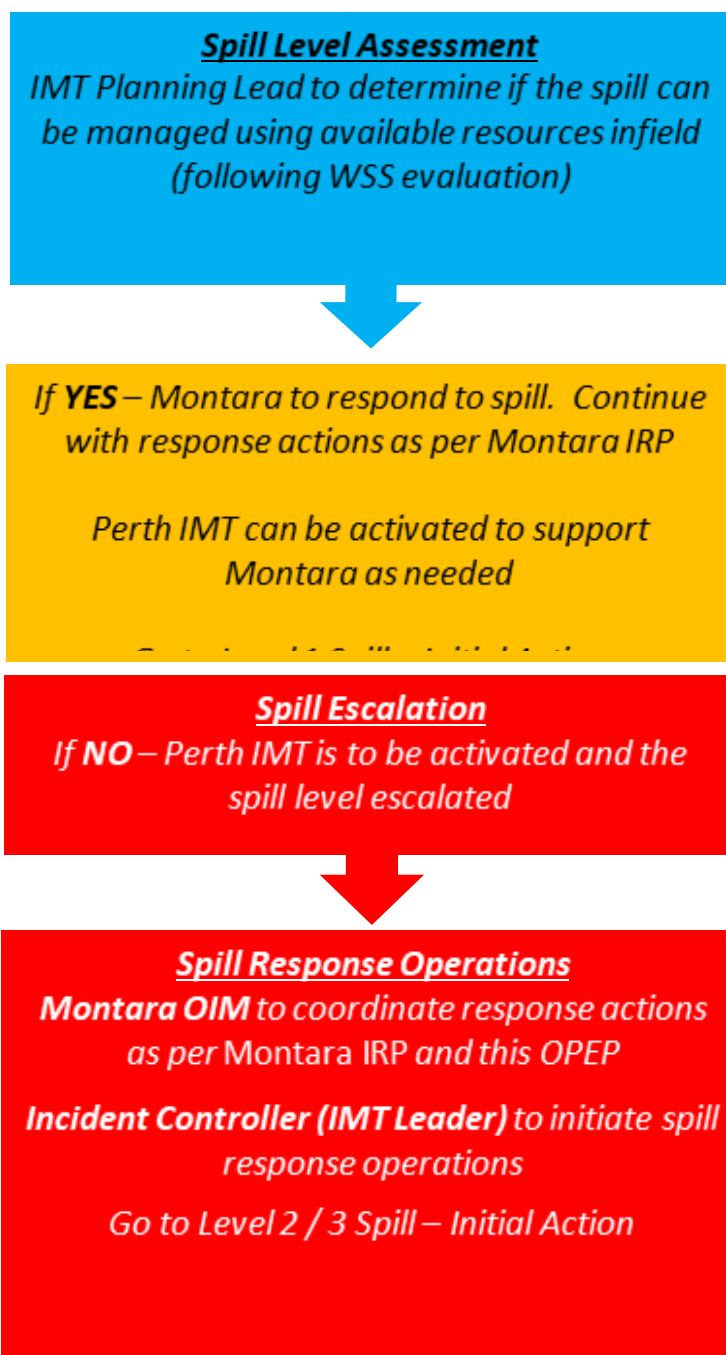 Spill Level Assessment
IMT Planning Lead to determine if the spill can
be managed using available resources infield
(following WSS evaluation)
If YES – Montara to respond to spill.  Continue
with response actions as per Montara IRP
Perth IMT can be activated to support
Montara as needed
Spill Escalation
If NO – Perth IMT is to be activated and the
spill level escalated
Spill Response Operations
Montara OIM to coordinate response actions
as per Montara IRP and this OPEP
Incident Controller (IMT Leader) to initiate spill
response operations
Go to Level 2 / 3 Spill – Initial Action